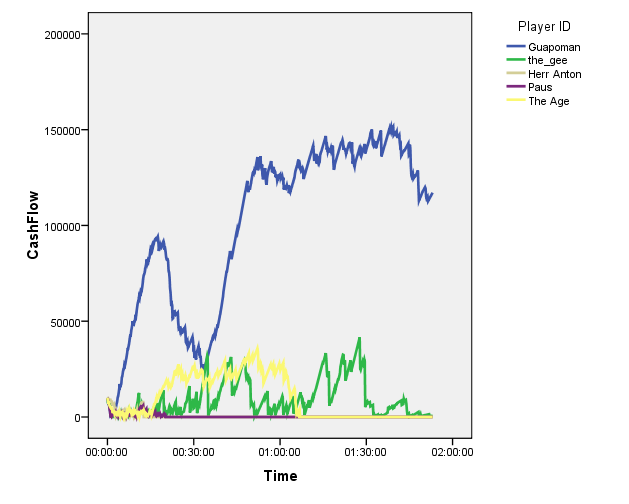 Player ID
Guapoman
the_gee
Herr Anton
Paus
The Age
200000
150000
100000
50000
0
CashFlow
00:00:00
00:30:00
01:00:00
01:30:00
02:00:00
Time